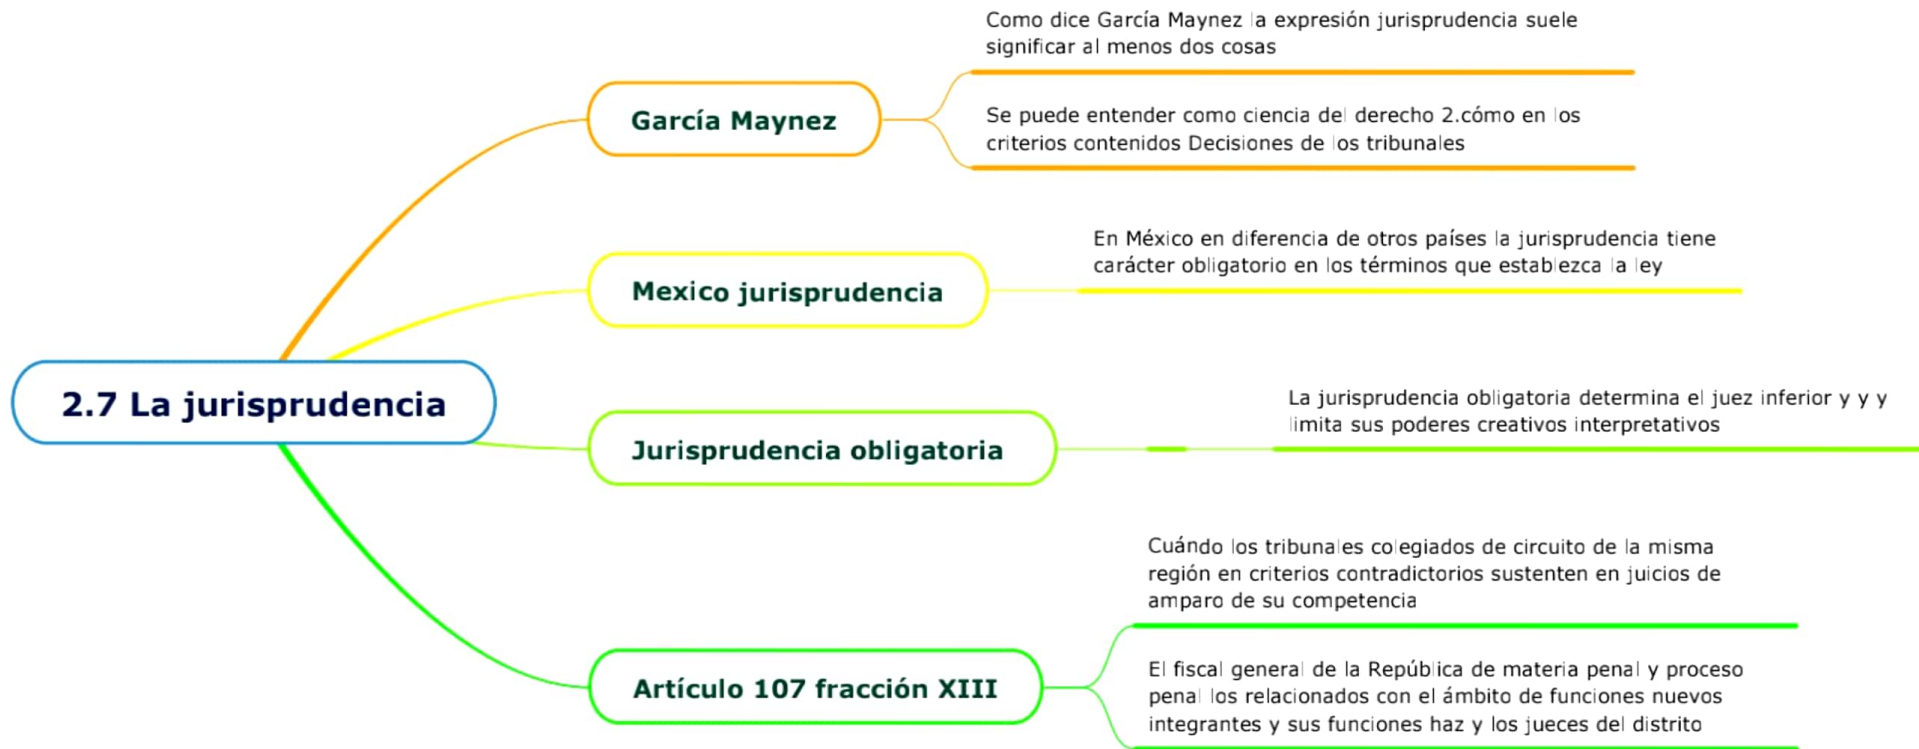 2.7 La jurisprudencia
García Maynez
Como dice García Maynez la expresión jurisprudencia suele
significar al menos dos cosas
Se puede entender como ciencia del derecho 2.cómo en los
criterios contenidos Decisiones de los tribunales
Mexico jurisprudencia
En México en diferencia de otros países la jurisprudencia tiene
carácter obligatorio en los términos que establezca la ley
Jurisprudencia obligatoria
La jurisprudencia obligatoria determina el juez inferior y y y
limita sus poderes creativos interpretativos
Artículo 107 fracción XIII
Cuándo los tribunales colegiados de circuito de la misma
región en criterios contradictorios sustenten en juicios de
amparo de su competencia
El fiscal general de la República de materia penal y proceso
penal los relacionados con el ámbito de funciones nuevos
integrantes y sus funciones haz y los jueces del distrito